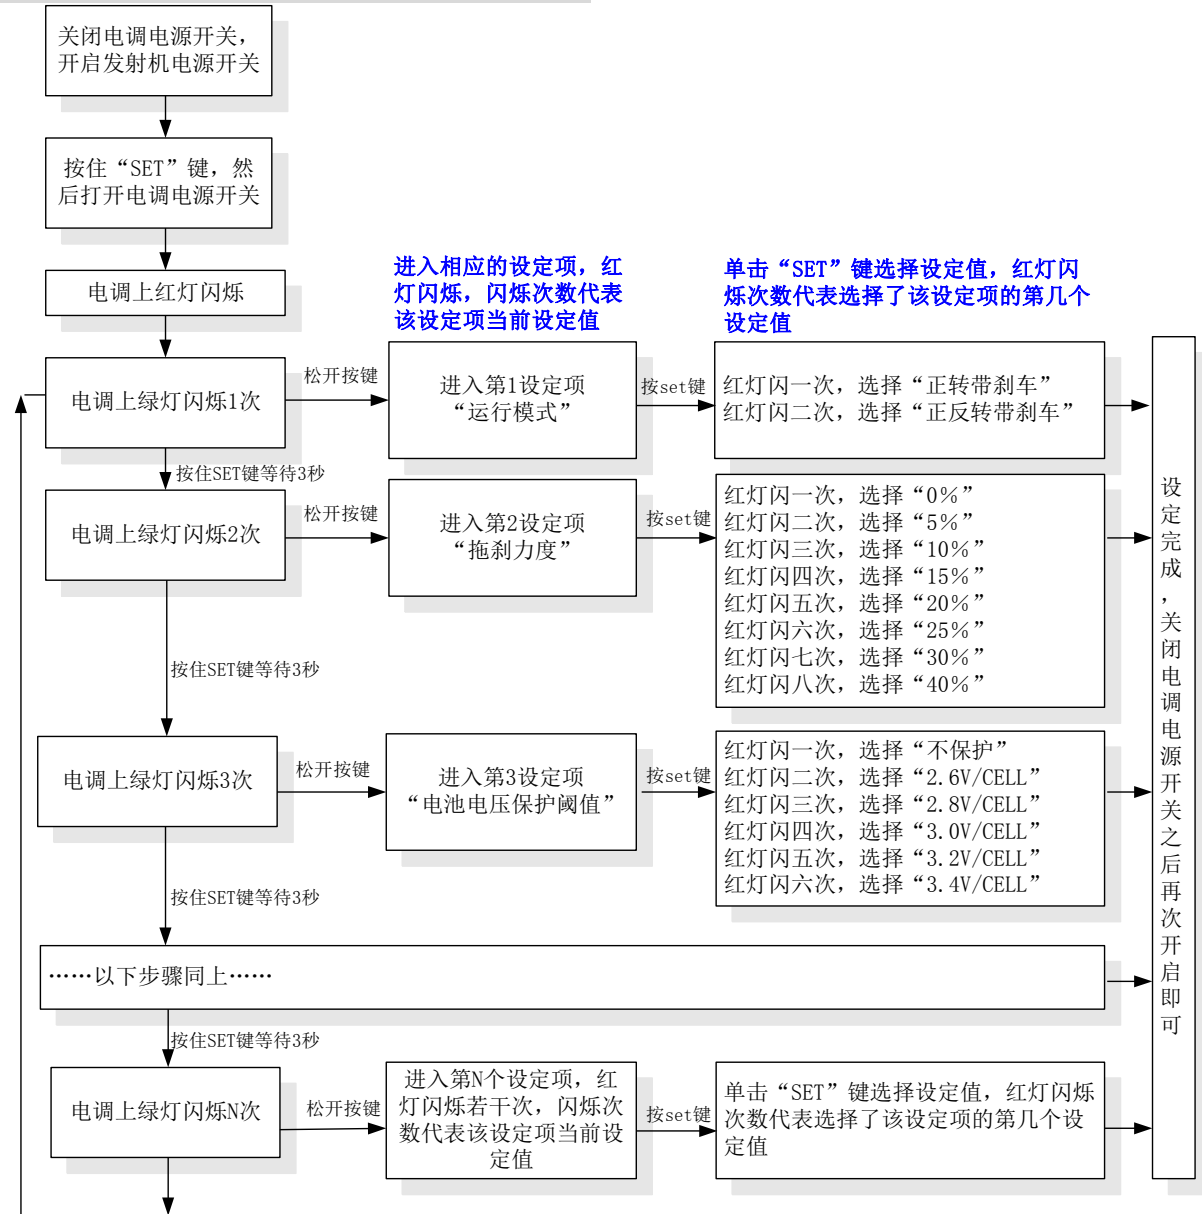 关闭电调电源开关，
开启发射机电源开关
按住“SET”键，然
后打开电调电源开关
电调上红灯闪烁
进入相应的设定项，红
灯闪烁，闪烁次数代表
该设定项当前设定值
单击“SET”键选择设定值，红灯闪
烁次数代表选择了该设定项的第几个
设定值
电调上绿灯闪烁1次
松开按键
进入第1设定项
“运行模式”
按set键
红灯闪一次，选择“正转带刹车”
红灯闪二次，选择“正反转带刹车”
按住SET键等待3秒
电调上绿灯闪烁2次
松开按键
进入第2设定项
“拖刹力度”
按set键
红灯闪一次，选择“0%”
红灯闪二次，选择“5%”
红灯闪三次，选择“10%”
红灯闪四次，选择“15%”
红灯闪五次，选择“20%”
红灯闪六次，选择“25%”
红灯闪七次，选择“30%”
红灯闪八次，选择“40%”
按住SET键等待3秒
电调上绿灯闪烁3次
松开按键
进入第3设定项
“电池电压保护阈值”
按set键
红灯闪一次，选择“不保护”
红灯闪二次，选择“2.6V/CELL”
红灯闪三次，选择“2.8V/CELL”
红灯闪四次，选择“3.0V/CELL”
红灯闪五次，选择“3.2V/CELL”
红灯闪六次，选择“3.4V/CELL”
按住SET键等待3秒
……以下步骤同上……
按住SET键等待3秒
电调上绿灯闪烁N次
松开按键
进入第N个设定项，红
灯闪烁若干次，闪烁次
数代表该设定项当前设
定值
按set键
单击“SET”键选择设定值，红灯闪烁
次数代表选择了该设定项的第几个设
定值
设定完成，关闭电调电源开关之后再次开启即可